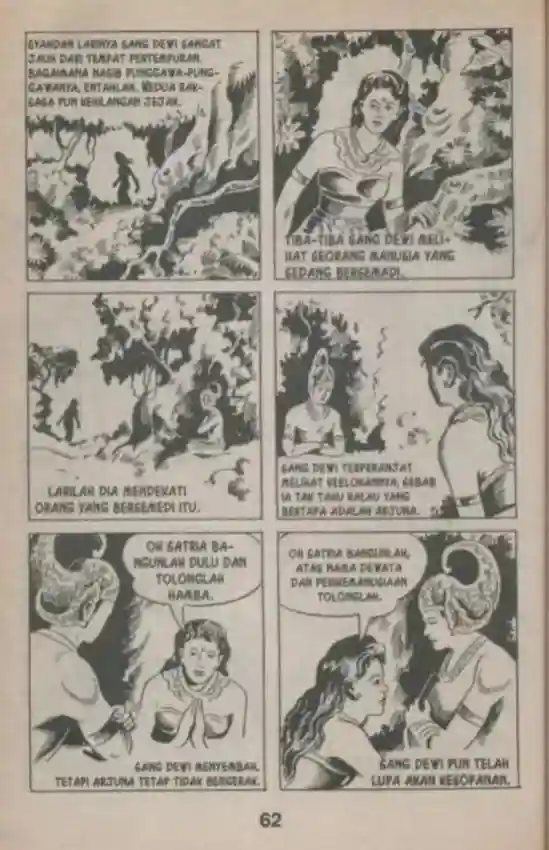 SYAHDAN LARINYA SANG DEWI SANGAT
JAUH DARI TEMPAT PERTEMPURAN.
BAGAIMANA NASIB PUNGGAWA-PUNG-
GAWANYA, ENTAHLAH. KEDUA RAK-
SASA PUN KEHILANGAN JEJAK.
TIBA-TIBA SANG DEWI MELI-
HAT SEORANG MANUSIA YANG
SEDANG BERSEMADI.
LARILAH DIA MENDEKATI
ORANG YANG BERSEMEDI ITU.
SANG DEWI TERPERANJAT
MELIHAT KEELOKANNYA, SEBAB
IA TAK TAHU KALAU YANG
BERTAPA ADALAH ARJUNA.
OH SATRIA BA-
NGUNLAH DULU DAN
TOLONGLAH
HAMBA.
SANG DEWI MENYEMBAH,
TETAPI ARJUNA TETAP TIDAK BERGERAK.
OH SATRIA BANGUNLAH,
ATAS NAMA DEWATA
DAN PERIKEMANUSIAAN
TOLONGLAH.
SANG DEWI PUN TELAH
LUPA AKAN KESOPANAN.
62